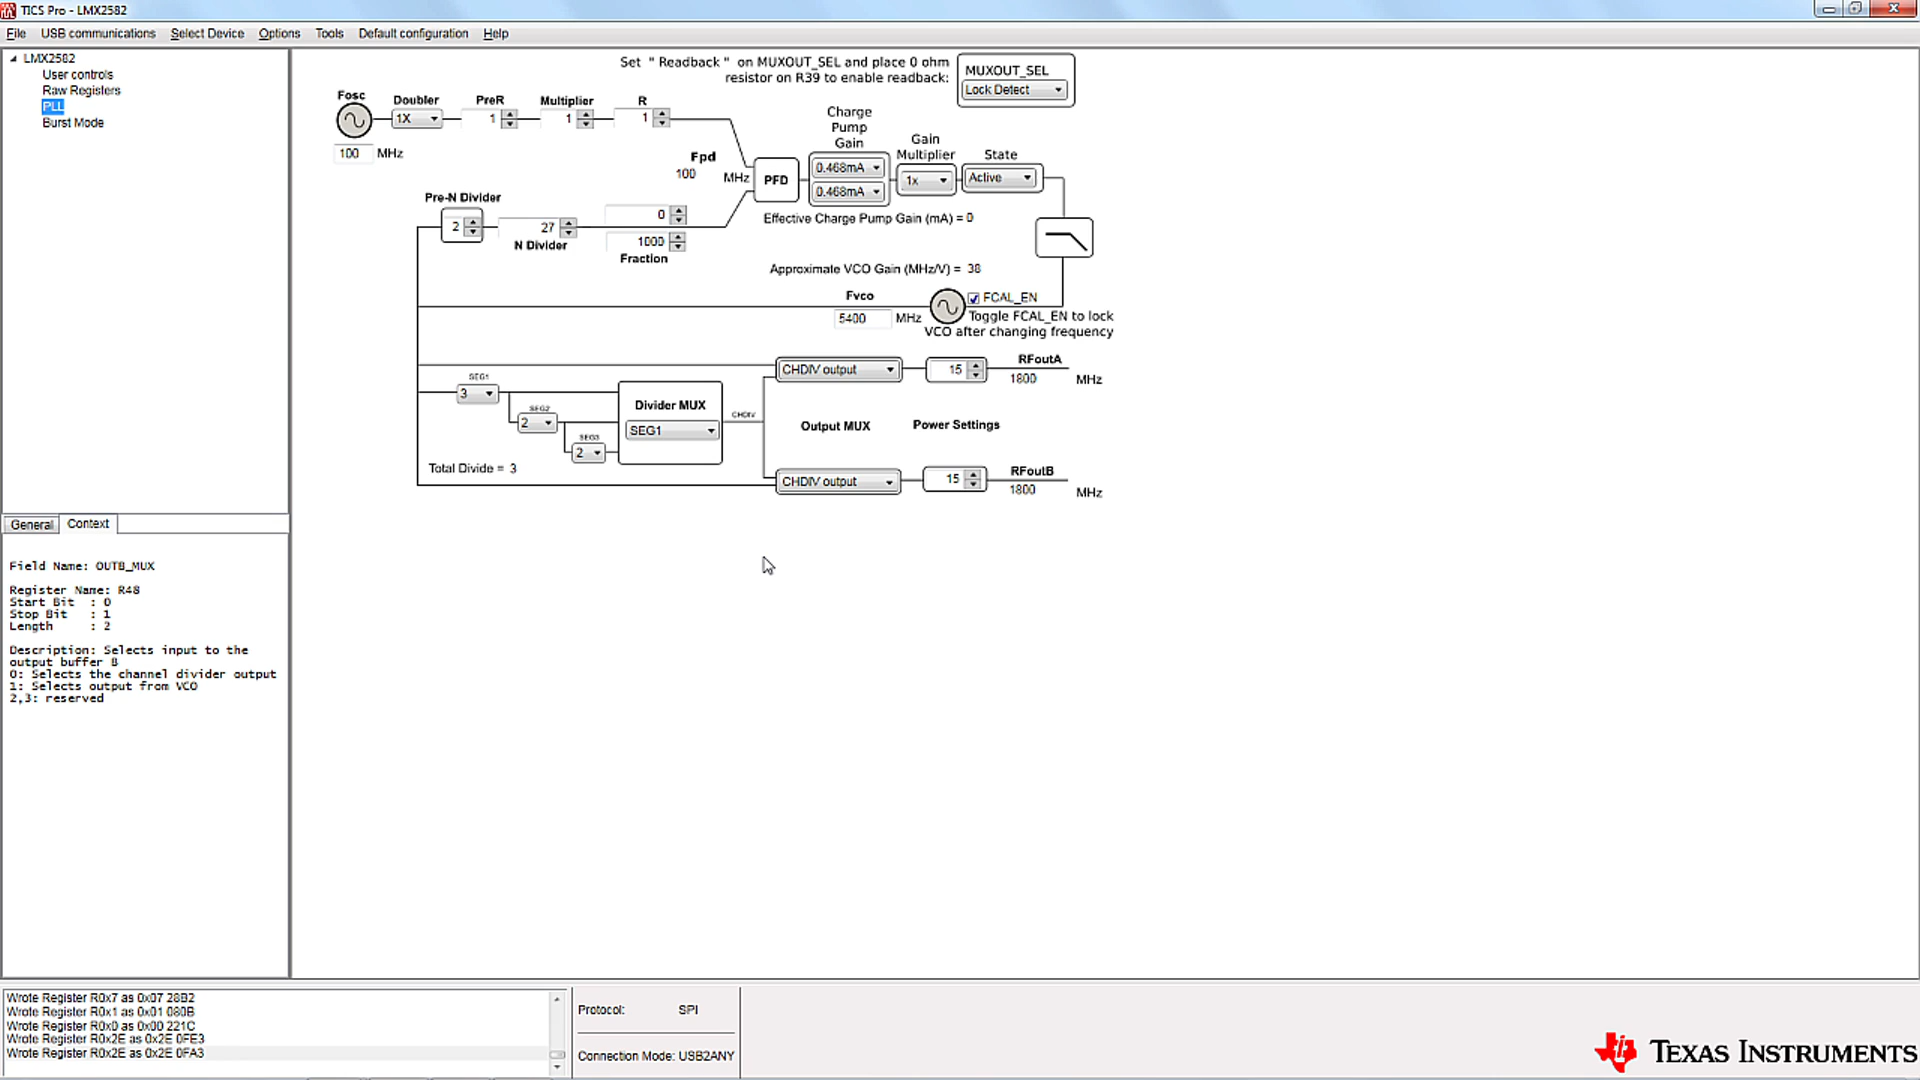 TICS Pro - LMX2582
File USB communications Select Device Options Tools Default configuration Help
LMX2582
User controls
Raw Registers
PLL
Burst Mode
Set " Readback " on MUXOUT_SEL and place 0 ohm
resistor on R39 to enable readback:
MUXOUT_SEL
Lock Detect
Fosc
Doubler
PreR
Multiplier
R
1X
1
1
1
100 MHz
Charge
Pump
Gain
Gain
Multiplier
State
Fpd
100
MHz
PFD
0.468mA
0.468mA
1x
Active
Effective Charge Pump Gain (mA) = 0
Pre-N Divider
2
27
N Divider
0
1000
Fraction
Approximate VCO Gain (MHz/V) = 38
Fvco
5400 MHz
FCAL_EN
Toggle FCAL_EN to lock
VCO after changing frequency
CHDIV output
15
RFoutA
1800
MHz
SEG1
3
SEG2
2
SEG3
2
Divider MUX
SEG1
CHDIV
Output MUX
Power Settings
Total Divide = 3
CHDIV output
15
RFoutB
1800
MHz
General Context
Field Name: OUTB_MUX
Register Name: R48
Start Bit : 0
Stop Bit : 1
Length : 2
Description: Selects input to the
output buffer B
0: Selects the channel divider output
1: Selects output from VCO
2,3: reserved
Wrote Register R0x7 as 0x07 28B2
Wrote Register R0x1 as 0x01 080B
Wrote Register R0x0 as 0x00 221C
Wrote Register R0x2E as 0x2E 0FE3
Wrote Register R0x2E as 0x2E 0FA3
Protocol: SPI
Connection Mode: USB2ANY
TEXAS INSTRUMENTS